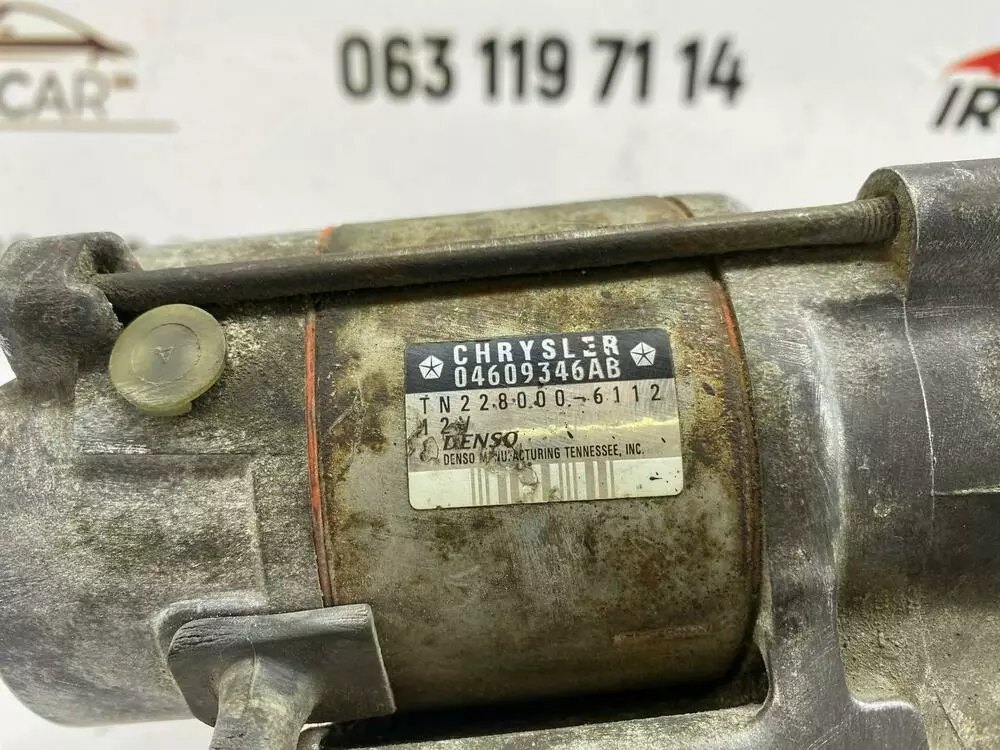 CAR
063 119 71 14
IR
CHRYSLER
04609346AB
TN228000-6112
12V
DENSO
DENSO MANUFACTURING TENNESSEE, INC.
A